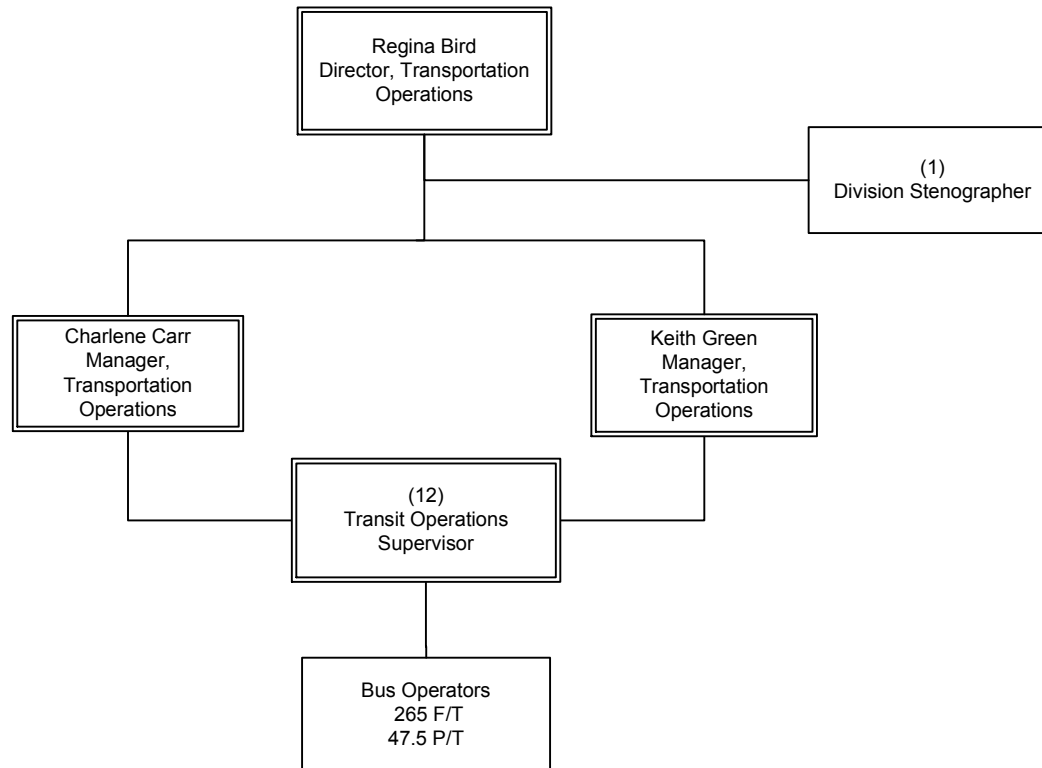 Regina Bird
Director, Transportation
Operations
(1)
Division Stenographer
Charlene Carr
Manager,
Transportation
Operations
Keith Green
Manager,
Transportation
Operations
(12)
Transit Operations
Supervisor
Bus Operators
265 F/T
47.5 P/T